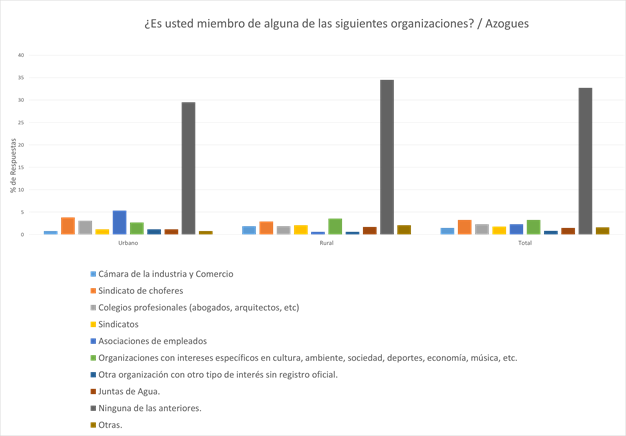 ¿Es usted miembro de alguna de las siguientes organizaciones? / Azogues
% de Respuestas
40
35
30
25
20
15
10
5
0
Urbano
Rural
Total
Cámara de la industria y Comercio
Sindicato de choferes
Colegios profesionales (abogados, arquitectos, etc)
Sindicatos
Asociaciones de empleados
Organizaciones con intereses específicos en cultura, ambiente, sociedad, deportes, economía, música, etc.
Otra organización con otro tipo de interés sin registro oficial.
Juntas de Agua.
Ninguna de las anteriores.
Otras.